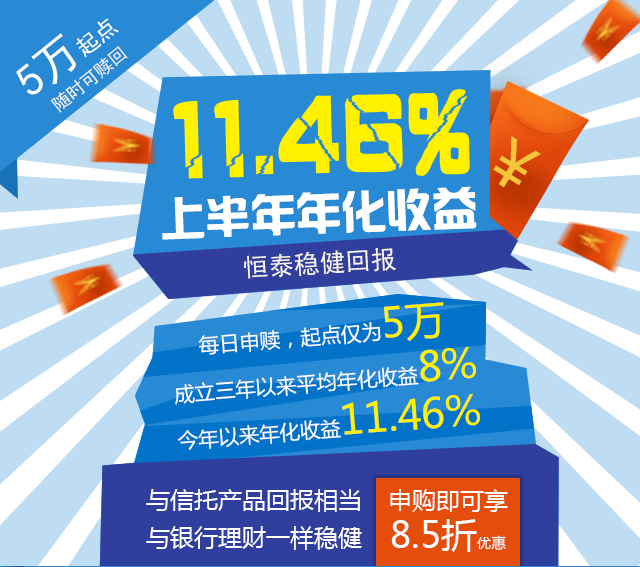 5万 起点
随时可赎回
11.46%
上半年年化收益
恒泰稳健回报
每日申赎，起点仅为5万
成立三年以来平均年化收益8%
今年以来年化收益11.46%
与信托产品回报相当
与银行理财一样稳健
申购即可享
8.5折优惠
¥